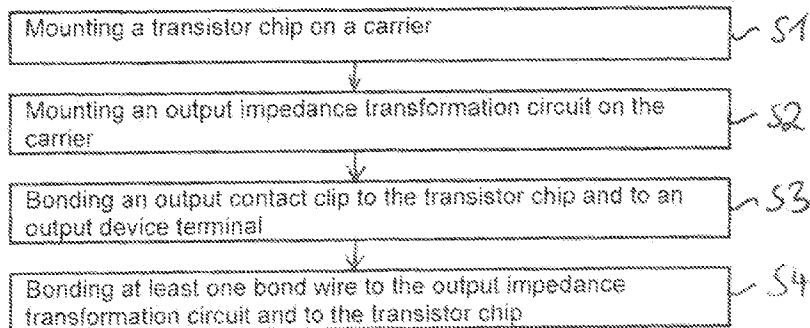 Mounting a transistor chip on a carrier
S1
Mounting an output impedance transformation circuit on the
carrier
S2
Bonding an output contact clip to the transistor chip and to an
output device terminal
S3
Bonding at least one bond wire to the output impedance
transformation circuit and to the transistor chip
S4